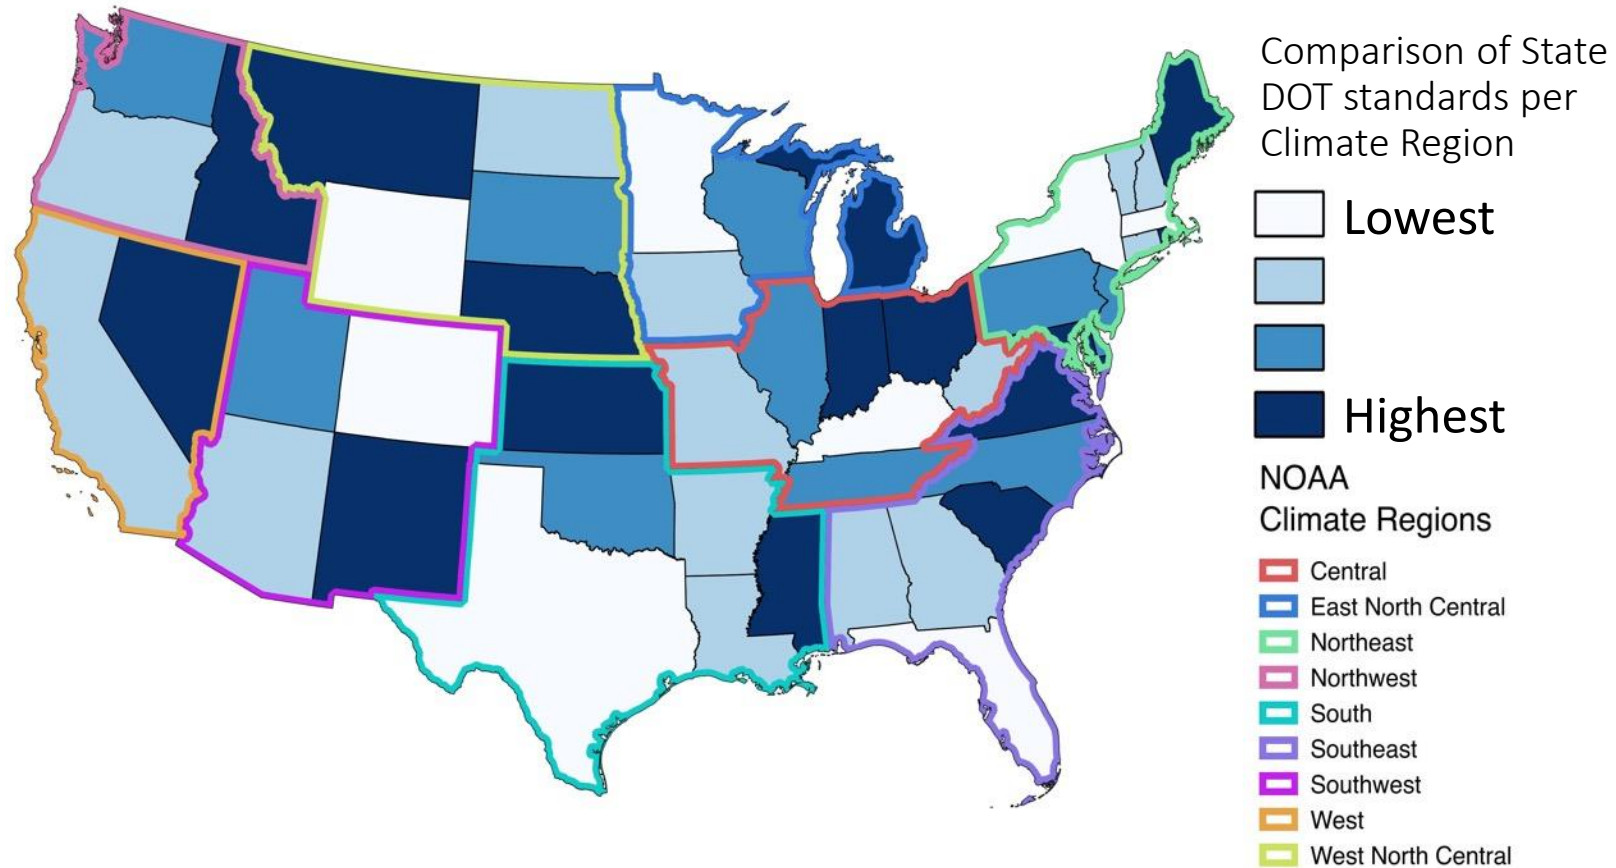 Comparison of State
DOT standards per
Climate Region
Lowest
Highest
NOAA
Climate Regions
Central
East North Central
Northeast
Northwest
South
Southeast
Southwest
West
West North Central